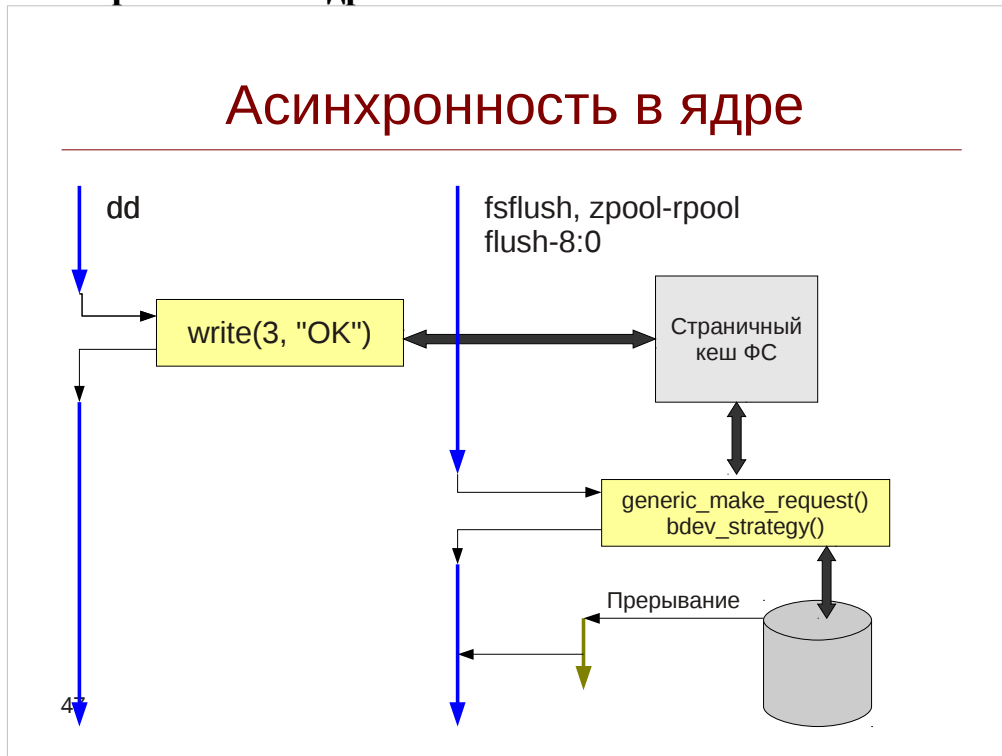 Асинхронность в ядре
dd
fsflush, zpool-rpool
flush-8:0
write(3, "OK")
Страничный
кеш ФС
generic_make_request()
bdev_strategy()
Прерывание
47